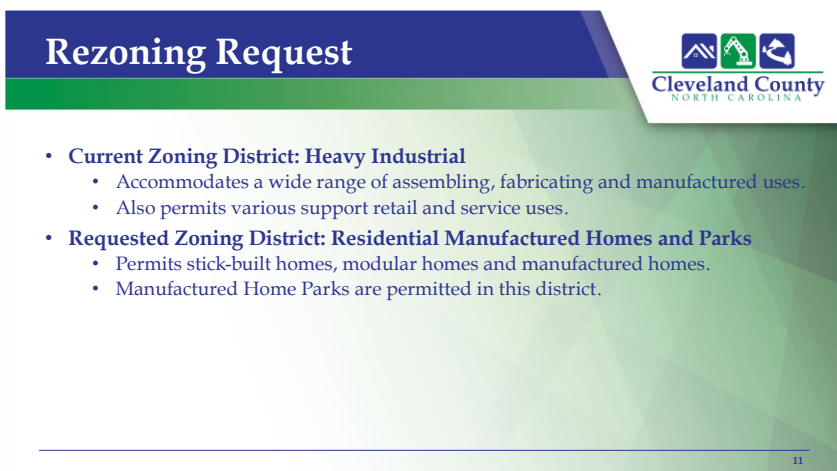 Rezoning Request
Cleveland County
NORTH CAROLINA
• Current Zoning District: Heavy Industrial
• Accommodates a wide range of assembling, fabricating and manufactured uses.
• Also permits various support retail and service uses.
• Requested Zoning District: Residential Manufactured Homes and Parks
• Permits stick-built homes, modular homes and manufactured homes.
• Manufactured Home Parks are permitted in this district.
11